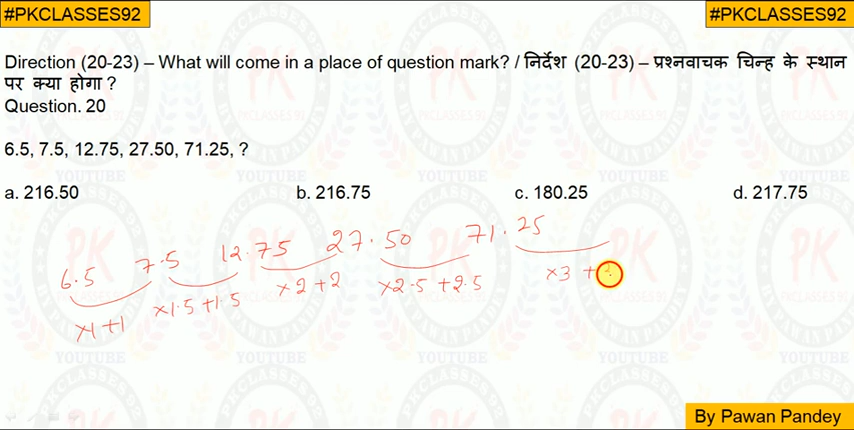 #PKCLASSES92 #PKCLASSES92
Direction (20-23) – What will come in a place of question mark? / निर्देश (20-23) – प्रश्नवाचक चिन्ह के स्थान
पर क्या होगा ?
Question. 20
6.5, 7.5, 12.75, 27.50, 71.25, ?
a. 216.50 b. 216.75 c. 180.25 d. 217.75
6.5 7.5 12.75 27.50 71.25
×1+1 ×1.5+1.5 ×2+2 ×2.5+2.5 ×3 +
By Pawan Pandey